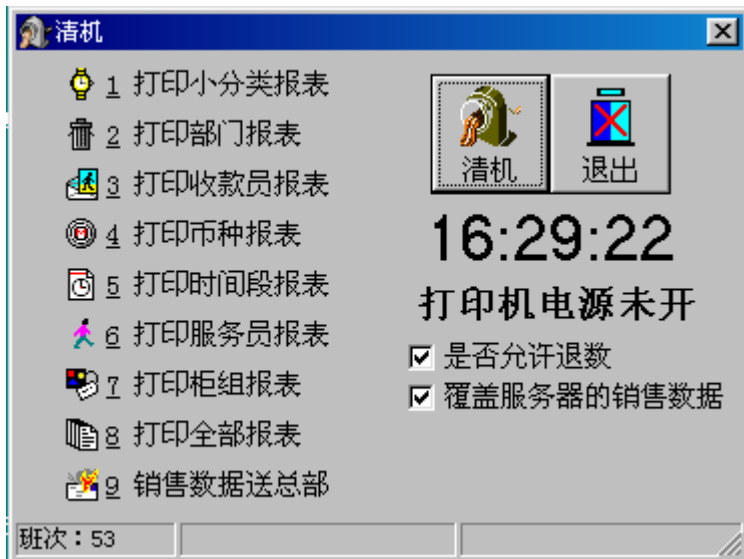 清机
1 打印小分类报表
2 打印部门报表
3 打印收款员报表
4 打印币种报表
5 打印时间段报表
6 打印服务员报表
7 打印柜组报表
8 打印全部报表
9 销售数据送总部
清机
退出
16:29:22
打印机电源未开
是否允许退数
覆盖服务器的销售数据
班次：53